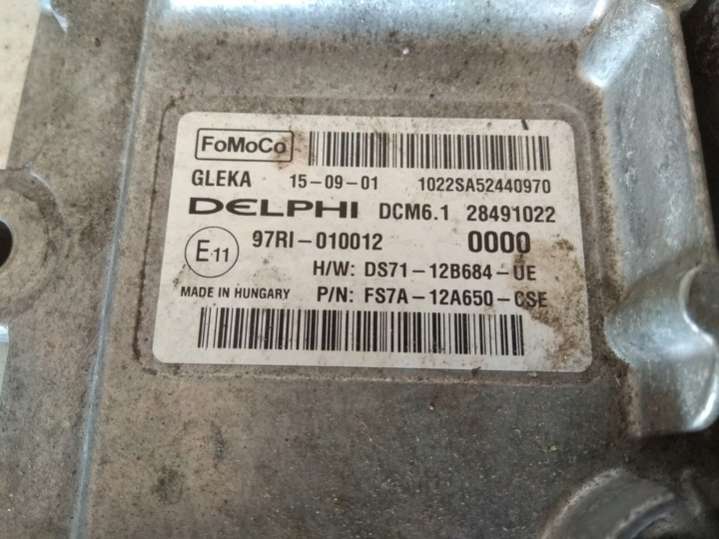 FoMoCo
GLEKA 15-09-01 1022SA52440970
DELPHI DCM6.1 28491022
E11 97RI-010012 0000
H/W: DS71-12B684-UE
MADE IN HUNGARY P/N: FS7A-12A650-CSE